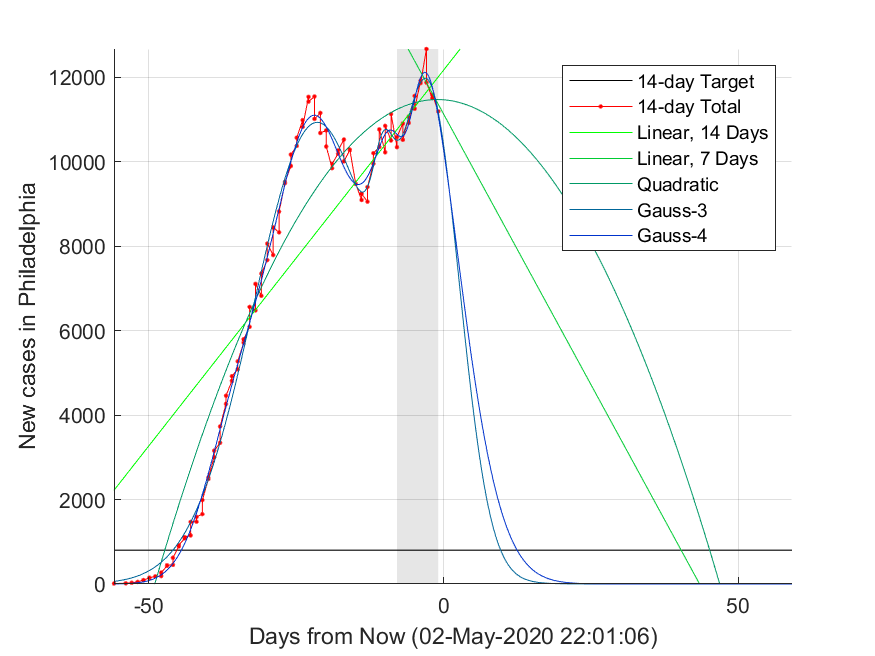 12000
10000
8000
6000
4000
2000
0
New cases in Philadelphia
-50
0
50
Days from Now (02-May-2020 22:01:06)
14-day Target
14-day Total
Linear, 14 Days
Linear, 7 Days
Quadratic
Gauss-3
Gauss-4